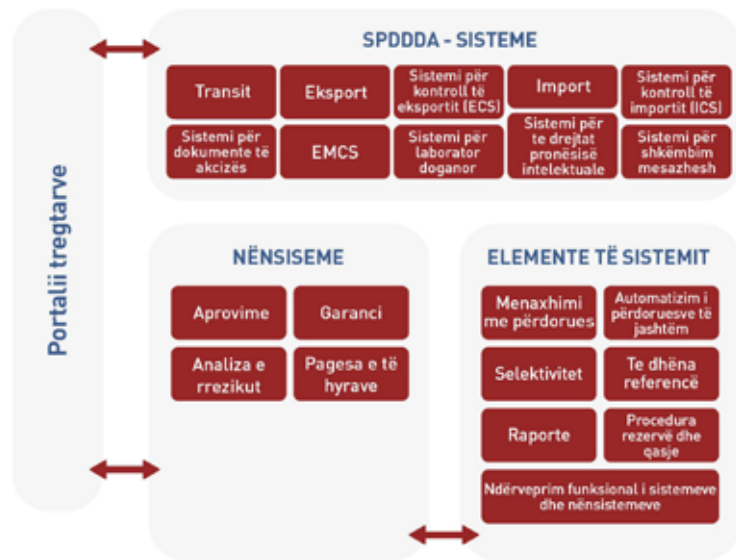 Portalii tregtarve
SPDDDA - SISTEME
Transit
Eksport
Sistemi për
kontroll të
eksportit (ECS)
Import
Sistemi për
kontroll të
importit (ICS)
Sistemi për
dokumente të
akcizës
EMCS
Sistemi për
laborator
doganor
Sistemi për
te drejtat
pronësisë
intelektuale
Sistemi për
shkëmbim
mesazhesh
NËNSISEME
Aprovime
Garanci
Analiza e
rrezikut
Pagesa e të
hyrave
ELEMENTE TË SISTEMIT
Menaxhimi
me përdorues
Automatizim i
përdoruesve të
jashtëm
Selektivitet
Te dhëna
referencë
Raporte
Procedura
rezervë dhe
qasje
Ndërveprim funksional i sistemeve
dhe nënsistemeve